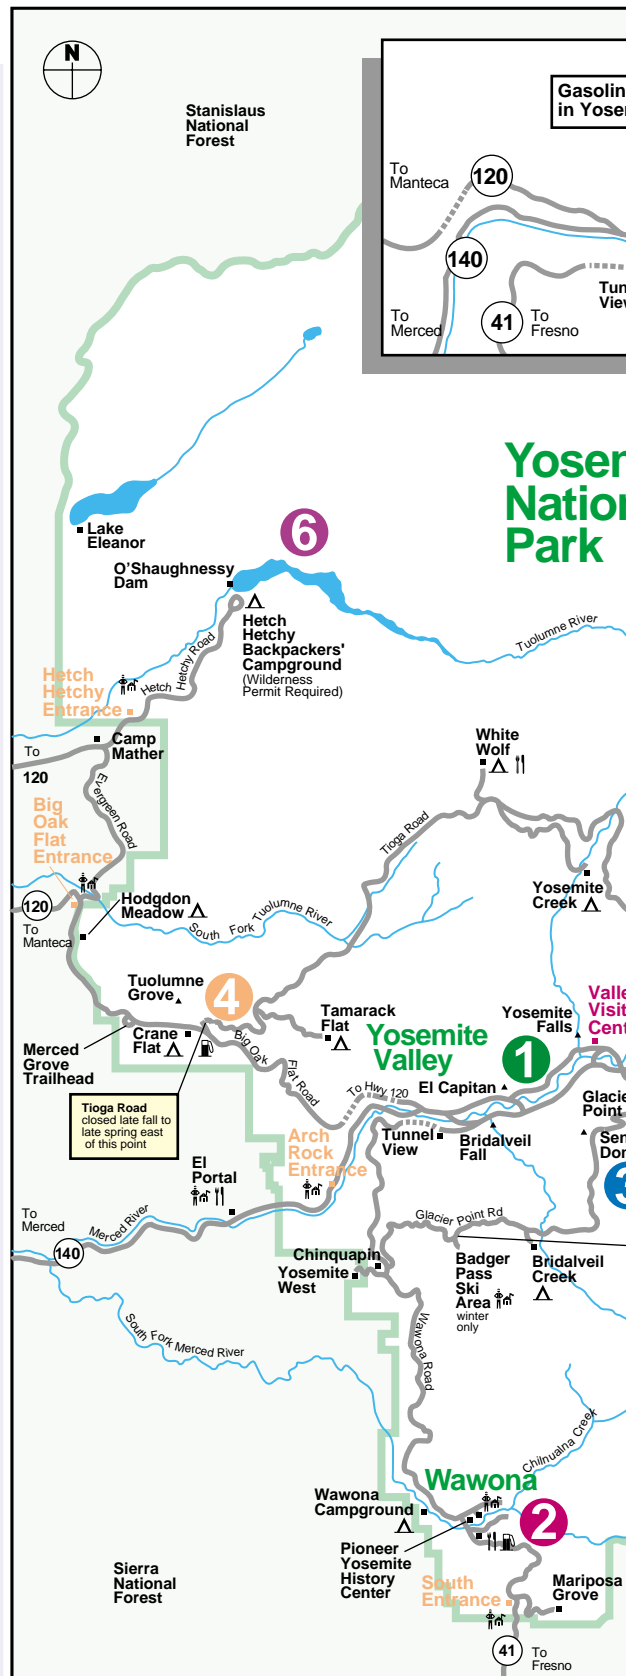 N
Stanislaus
National
Forest
Gasolin
in Yosem
To
Manteca
120
140
To
Merced
41
To
Fresno
Tun
View
Yosem
Nation
Park
Lake
Eleanor
6
O'Shaughnessy
Dam
Hetch
Hetchy
Backpackers'
Campground
(Wilderness
Permit Required)
Tuolumne River
Hetch Hetchy Road
Hetch
Hetchy
Entrance
Camp
Mather
To
120
White
Wolf
Evergreen Road
Tioga Road
Big
Oak
Flat
Entrance
120
To
Manteca
Hodgdon
Meadow
South Fork Tuolumne River
Yosemite
Creek
Tuolumne
Grove
4
Tamarack
Flat
Yosemite
Valley
Yosemite
Falls
Valle
Visit
Cent
1
Merced
Grove
Trailhead
Crane
Flat
Big Oak Flat Road
To Hwy 120
El Capitan
Glacie
Point
Tioga Road
closed late fall to
late spring east
of this point
Arch
Rock
Entrance
Tunnel
View
Bridalveil
Fall
Sen
Dom
3
El
Portal
To
Merced
140
Merced River
Glacier Point Rd
Chinquapin
Yosemite
West
Badger
Pass
Ski
Area
winter
only
Bridalveil
Creek
South Fork Merced River
Wawona Road
Chilnualna Creek
Wawona
Wawona
Campground
2
Pioneer
Yosemite
History
Center
Sierra
National
Forest
South
Entrance
Mariposa
Grove
41
To
Fresno